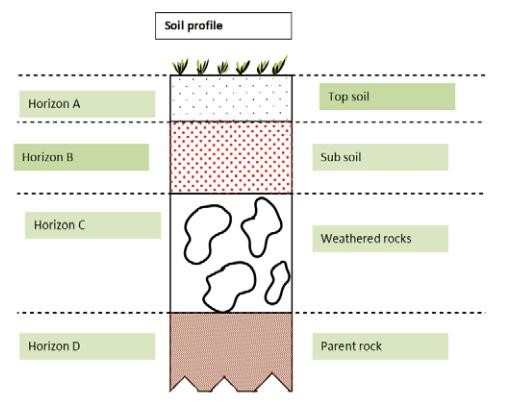 Soil profile
Horizon A
Top soil
Horizon B
Sub soil
Horizon C
Weathered rocks
Horizon D
Parent rock